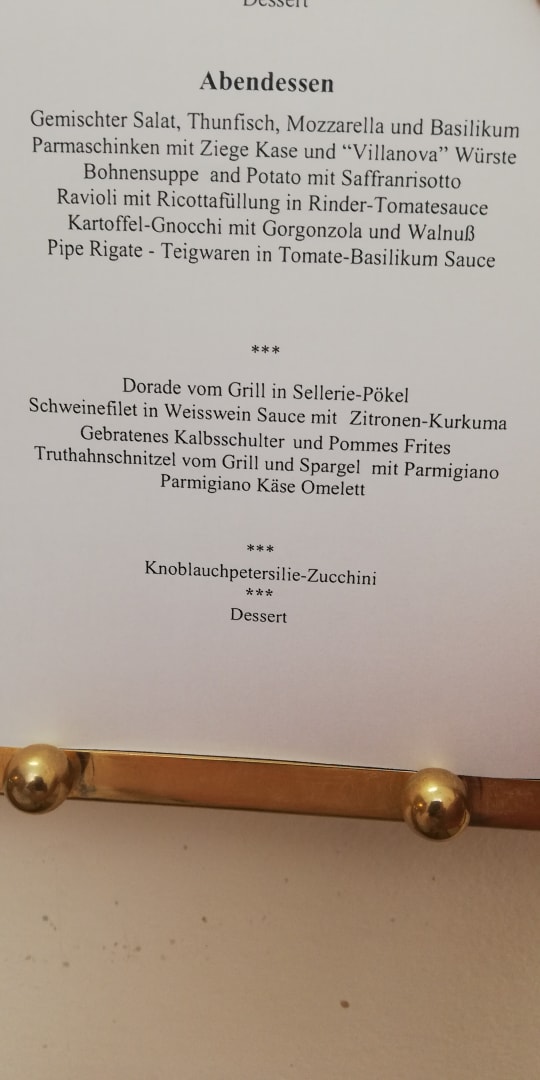 Dessert
Abendessen
Gemischter Salat, Thunfisch, Mozzarella und Basilikum
Parmaschinken mit Ziege Kase und “Villanova” Würste
Bohnensuppe and Potato mit Saffranrisotto
Ravioli mit Ricottafüllung in Rinder-Tomatesauce
Kartoffel-Gnocchi mit Gorgonzola und Walnuß
Pipe Rigate - Teigwaren in Tomate-Basilikum Sauce
***
Dorade vom Grill in Sellerie-Pökel
Schweinefilet in Weisswein Sauce mit Zitronen-Kurkuma
Gebratenes Kalbsschulter und Pommes Frites
Truthahnschnitzel vom Grill und Spargel mit Parmigiano
Parmigiano Käse Omelett
***
Knoblauchpetersilie-Zucchini
***
Dessert